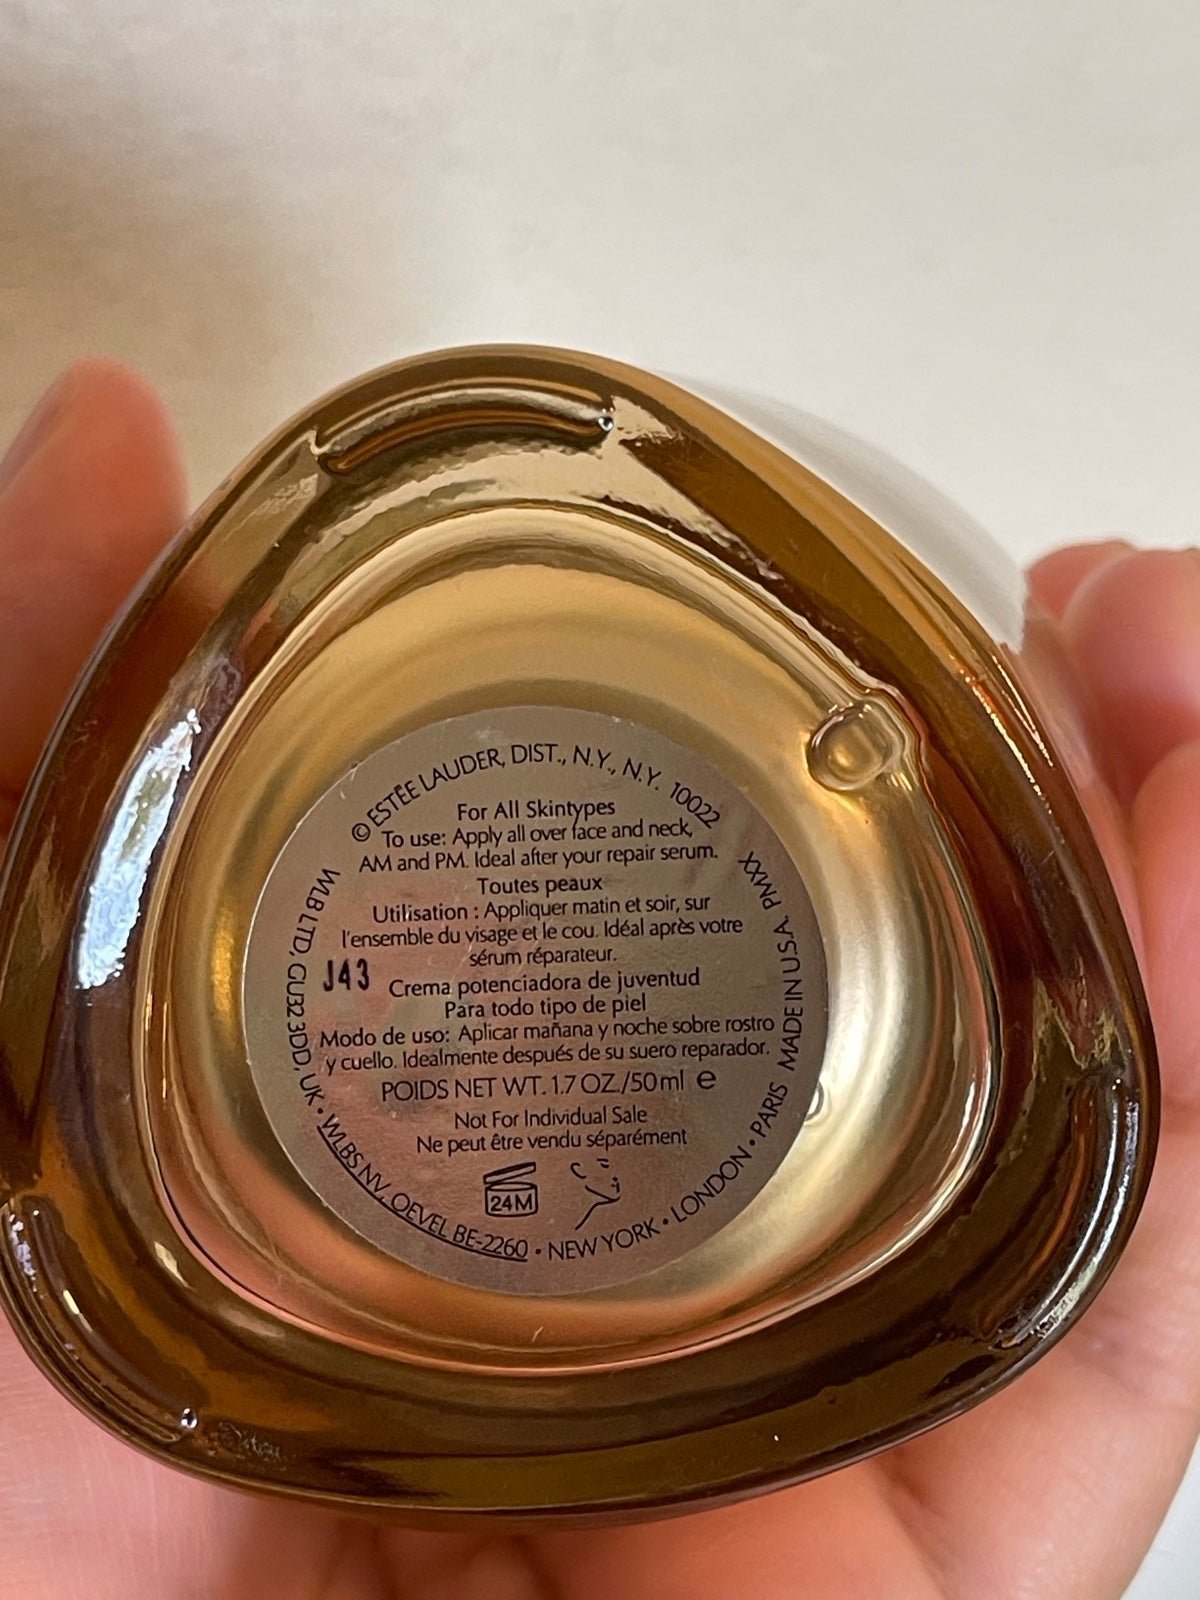 © ESTĒE LAUDER, DIST., N.Y., N.Y. 10022
For All Skintypes
To use: Apply all over face and neck,
AM and PM. Ideal after your repair serum.
Toutes peaux
Utilisation : Appliquer matin et soir, sur
l'ensemble du visage et le cou. Idéal après votre
sérum réparateur.
J43
Crema potenciadora de juventud
Para todo tipo de piel
Modo de uso: Aplicar mañana y noche sobre rostro
y cuello. Idealmente después de su suero reparador.
POIDS NET WT. 1.7 OZ./50 ml e
Not For Individual Sale
Ne peut être vendu séparément
24M
WLB LTD, GU32 3DD, UK • WLBS NV, OEVEL BE-2260 • NEW YORK • LONDON • PARIS MADE IN U.S.A. PMXX